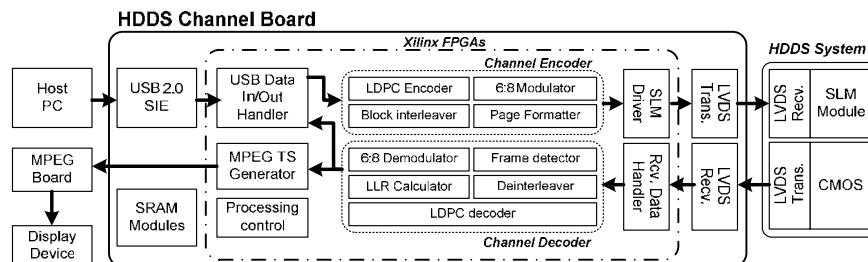 HDDS Channel Board
Xilinx FPGAs
HDDS System
Host
PC
USB 2.0
SIE
USB Data
In/Out
Handler
Channel Encoder
LDPC Encoder
6:8 Modulator
Block interleaver
Page Formatter
SLM
Driver
LVDS
Trans.
LVDS
Recv.
SLM
Module
MPEG
Board
MPEG TS
Generator
6:8 Demodulator
Frame detector
LLR Calculator
Deinterleaver
LDPC decoder
Channel Decoder
Rcv. Data
Handler
LVDS
Recv.
LVDS
Trans.
CMOS
Display
Device
SRAM
Modules
Processing
control